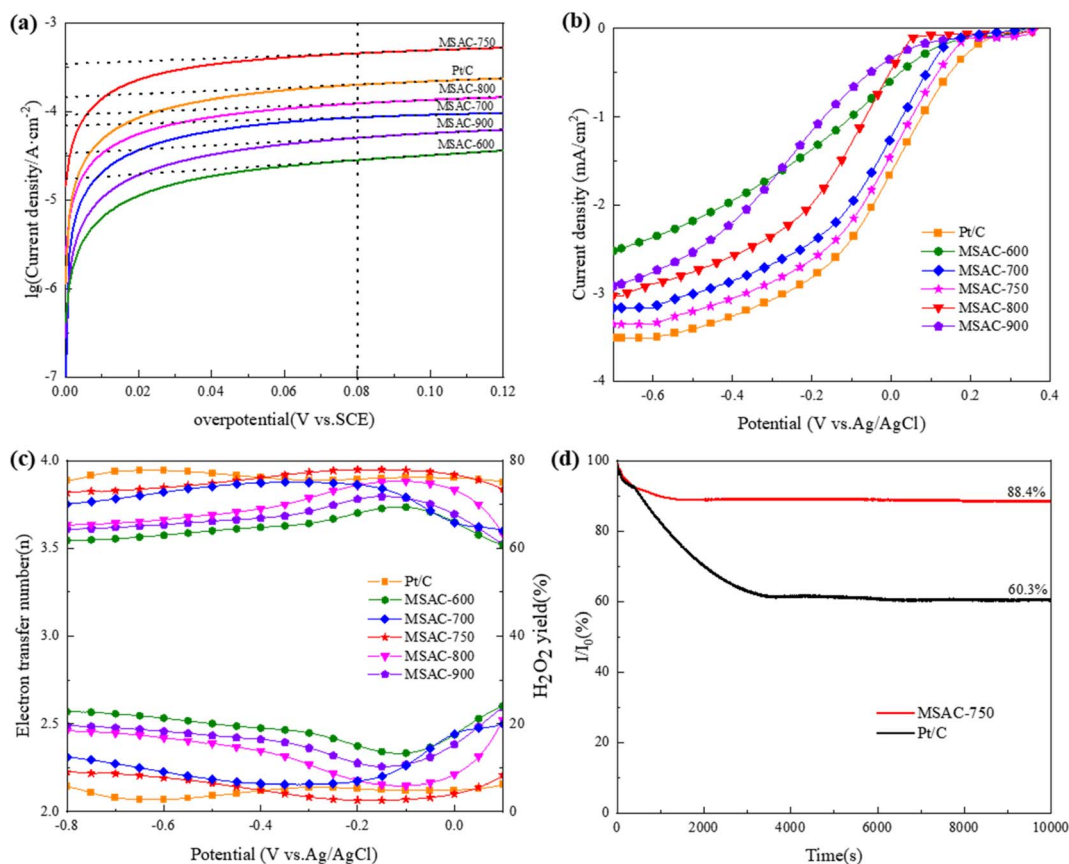 (a)
-3
-4
-5
-6
-7
lg(Current density/A·cm-2)
MSAC-750
Pt/C
MSAC-800
MSAC-700
MSAC-900
MSAC-600
0.00 0.02 0.04 0.06 0.08 0.10 0.12
overpotential(V vs.SCE)
(b)
0
-1
-2
-3
-4
Current density (mA/cm2)
Pt/C
MSAC-600
MSAC-700
MSAC-750
MSAC-800
MSAC-900
-0.6 -0.4 -0.2 0.0 0.2 0.4
Potential (V vs.Ag/AgCl)
(c)
4.0
3.5
3.0
2.5
2.0
Electron transfer number(n)
Pt/C
MSAC-600
MSAC-700
MSAC-750
MSAC-800
MSAC-900
80
60
40
20
0
H2O2 yield(%)
-0.8 -0.6 -0.4 -0.2 0.0
Potential (V vs.Ag/AgCl)
(d)
100
80
60
40
20
0
I/I0(%)
88.4%
60.3%
MSAC-750
Pt/C
0 2000 4000 6000 8000 10000
Time(s)